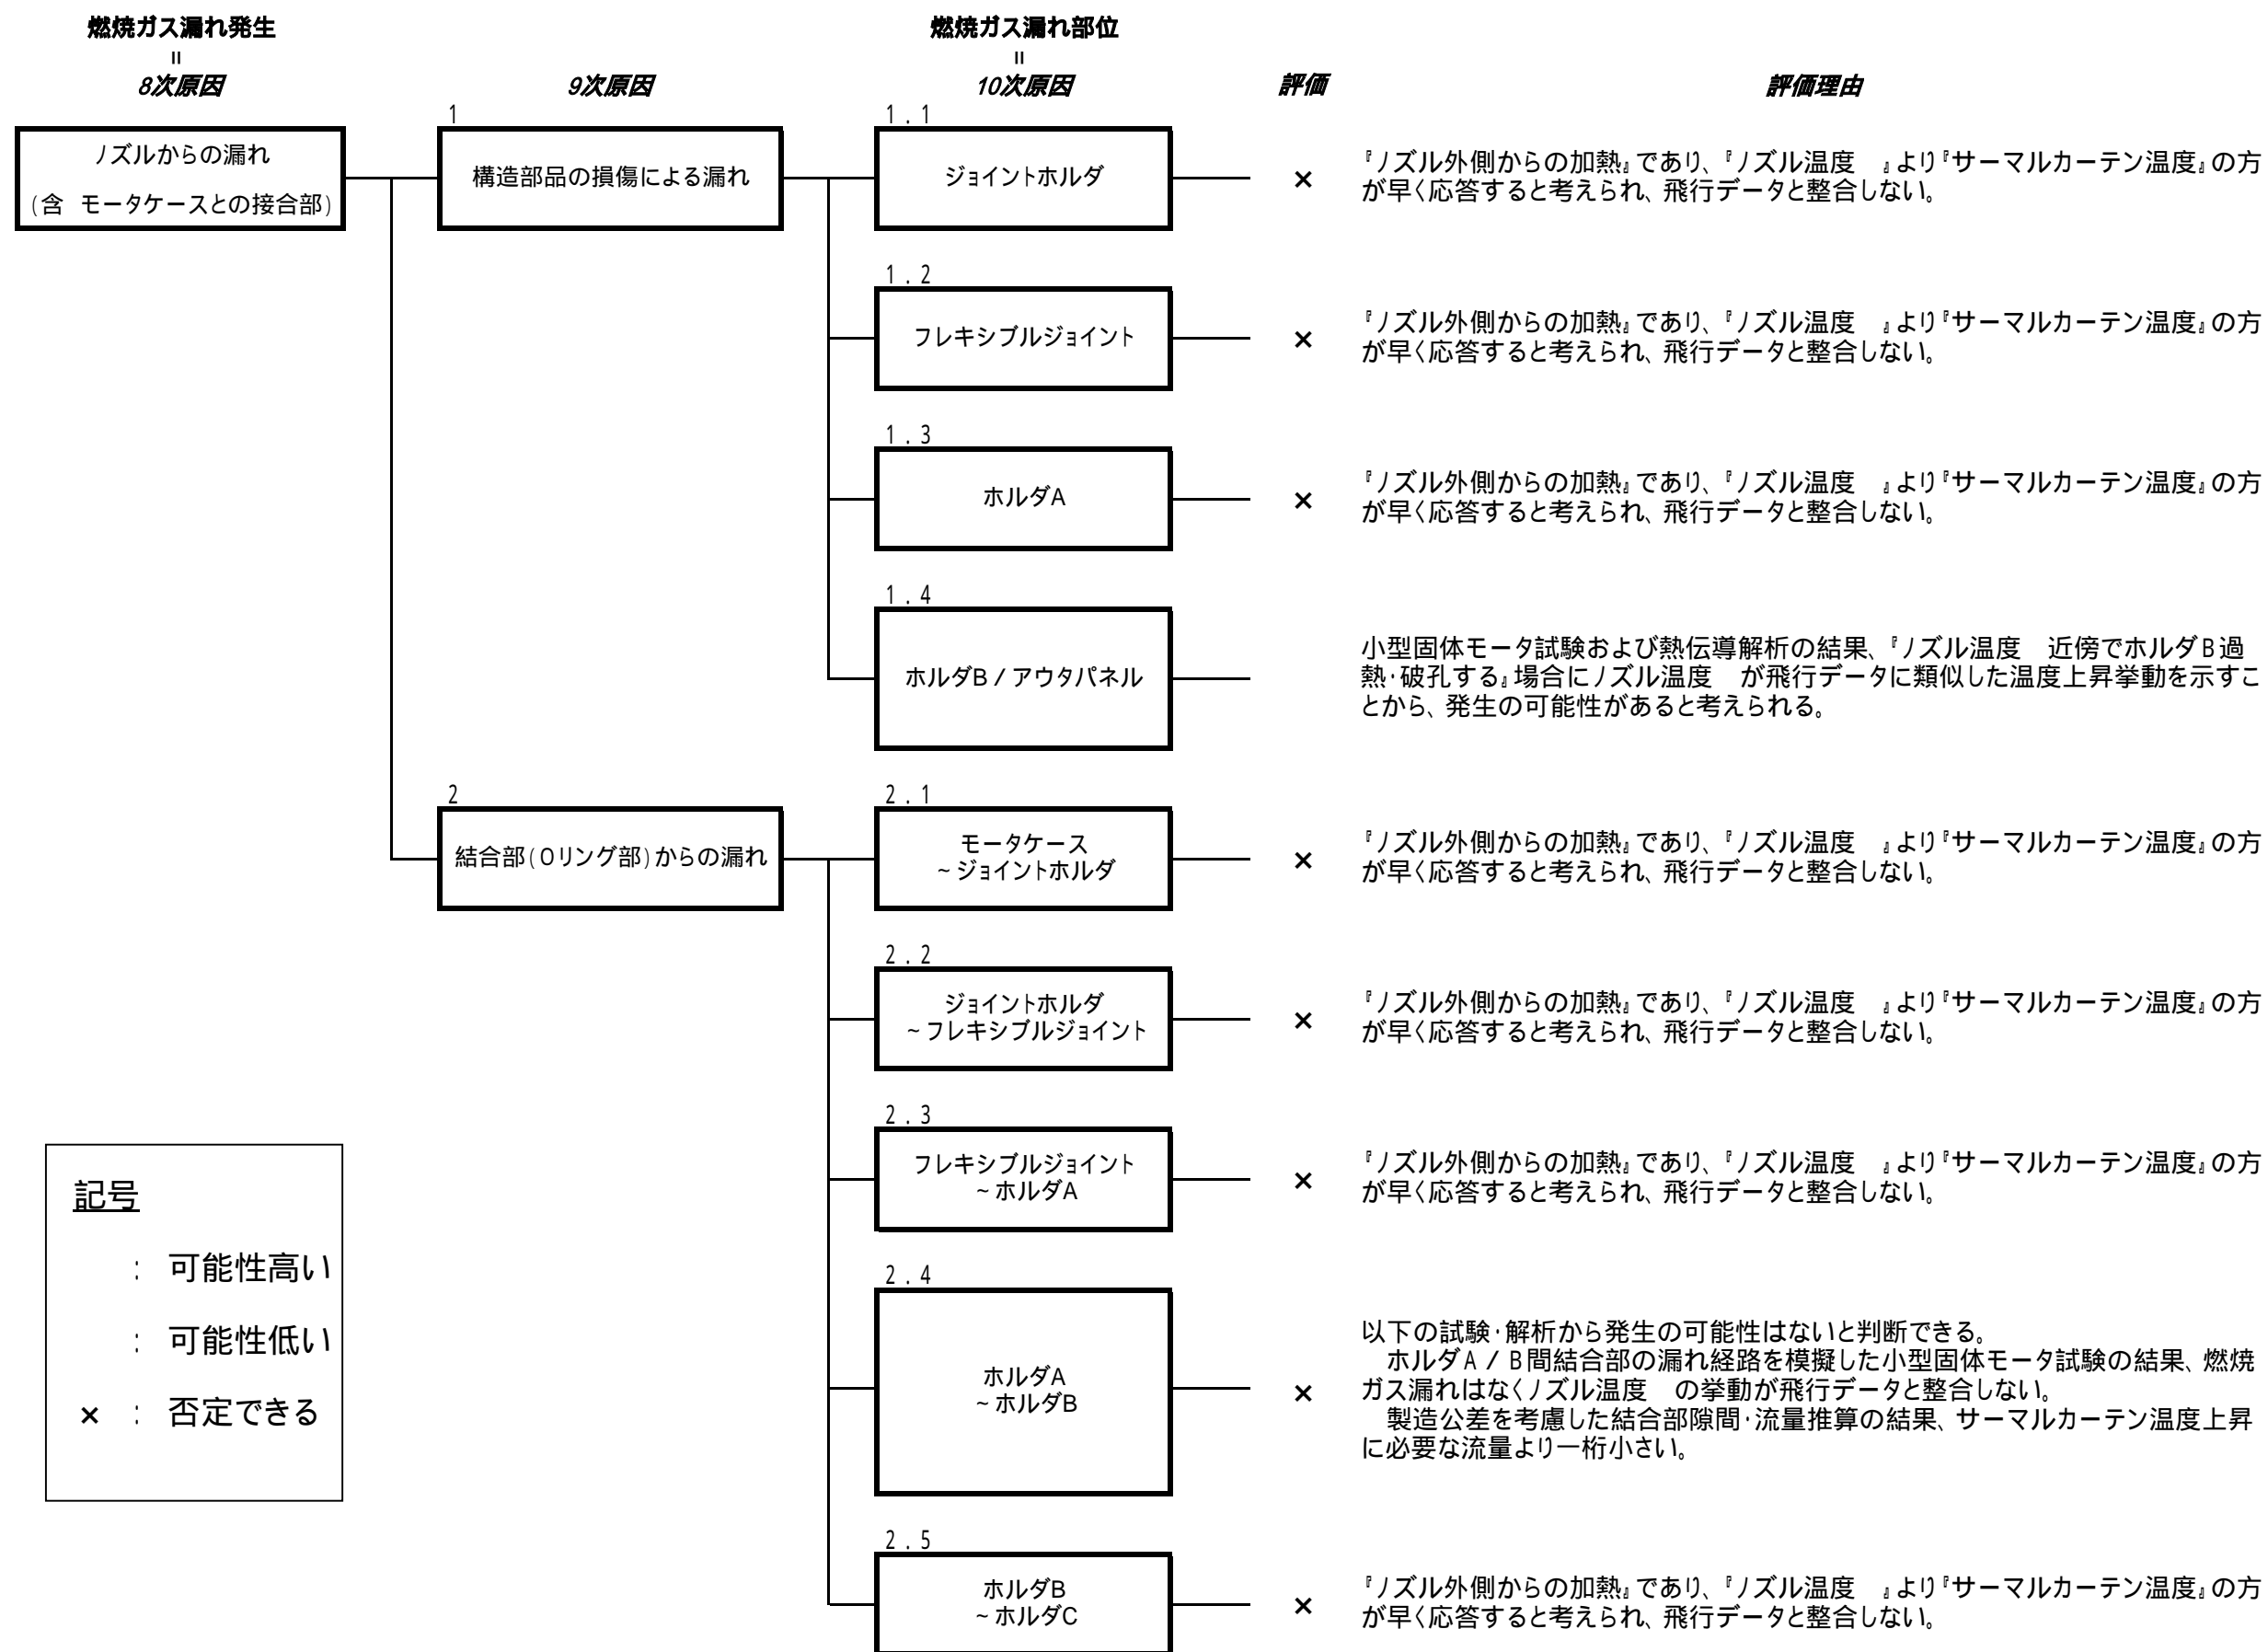 燃焼ガス漏れ発生
=
8次原因
9次原因
燃焼ガス漏れ部位
=
10次原因
評価
評価理由
ノズルからの漏れ
(含 モータケースとの接合部)
1
構造部品の損傷による漏れ
1.1
ジョイントホルダ
×
『ノズル外側からの加熱』であり、『ノズル温度　』より『サーマルカーテン温度』の方
が早く応答すると考えられ、飛行データと整合しない。
1.2
フレキシブルジョイント
×
『ノズル外側からの加熱』であり、『ノズル温度　』より『サーマルカーテン温度』の方
が早く応答すると考えられ、飛行データと整合しない。
1.3
ホルダA
×
『ノズル外側からの加熱』であり、『ノズル温度　』より『サーマルカーテン温度』の方
が早く応答すると考えられ、飛行データと整合しない。
1.4
ホルダB/アウタパネル
小型固体モータ試験および熱伝導解析の結果、『ノズル温度　近傍でホルダB過
熱・破孔する』場合にノズル温度　が飛行データに類似した温度上昇挙動を示すこ
とから、発生の可能性があると考えられる。
2
結合部(Oリング部)からの漏れ
2.1
モータケース
~ジョイントホルダ
×
『ノズル外側からの加熱』であり、『ノズル温度　』より『サーマルカーテン温度』の方
が早く応答すると考えられ、飛行データと整合しない。
2.2
ジョイントホルダ
~フレキシブルジョイント
×
『ノズル外側からの加熱』であり、『ノズル温度　』より『サーマルカーテン温度』の方
が早く応答すると考えられ、飛行データと整合しない。
2.3
フレキシブルジョイント
~ホルダA
×
『ノズル外側からの加熱』であり、『ノズル温度　』より『サーマルカーテン温度』の方
が早く応答すると考えられ、飛行データと整合しない。
2.4
ホルダA
~ホルダB
×
以下の試験・解析から発生の可能性はないと判断できる。
ホルダA/B間結合部の漏れ経路を模擬した小型固体モータ試験の結果、燃焼
ガス漏れはなくノズル温度　の挙動が飛行データと整合しない。
製造公差を考慮した結合部隙間・流量推算の結果、サーマルカーテン温度上昇
に必要な流量より一桁小さい。
2.5
ホルダB
~ホルダC
×
『ノズル外側からの加熱』であり、『ノズル温度　』より『サーマルカーテン温度』の方
が早く応答すると考えられ、飛行データと整合しない。
記号
: 可能性高い
: 可能性低い
× : 否定できる